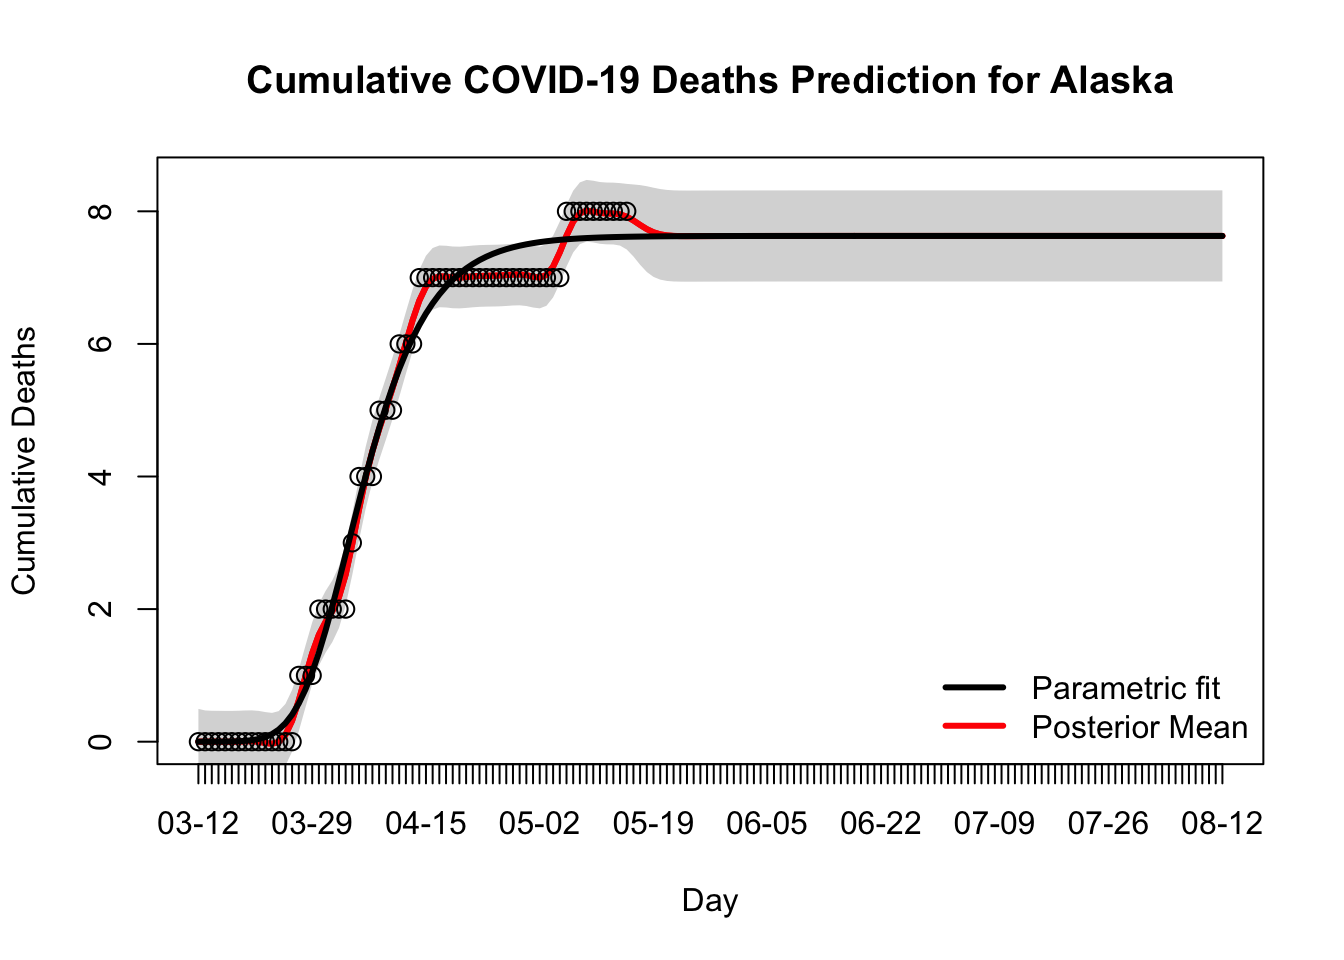 Cumulative COVID-19 Deaths Prediction for Alaska
Cumulative Deaths
8
6
4
2
0
Parametric fit
Posterior Mean
03-12 03-29 04-15 05-02 05-19 06-05 06-22 07-09 07-26 08-12
Day